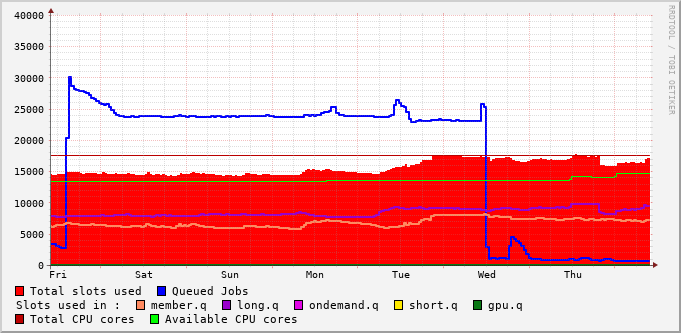 RRDTOOL / TOBI OETIKER
40000
35000
30000
25000
20000
15000
10000
5000
0
Fri Sat Sun Mon Tue Wed Thu
Total slots used Queued Jobs
Slots used in : member.q long.q ondemand.q short.q gpu.q
Total CPU cores Available CPU cores